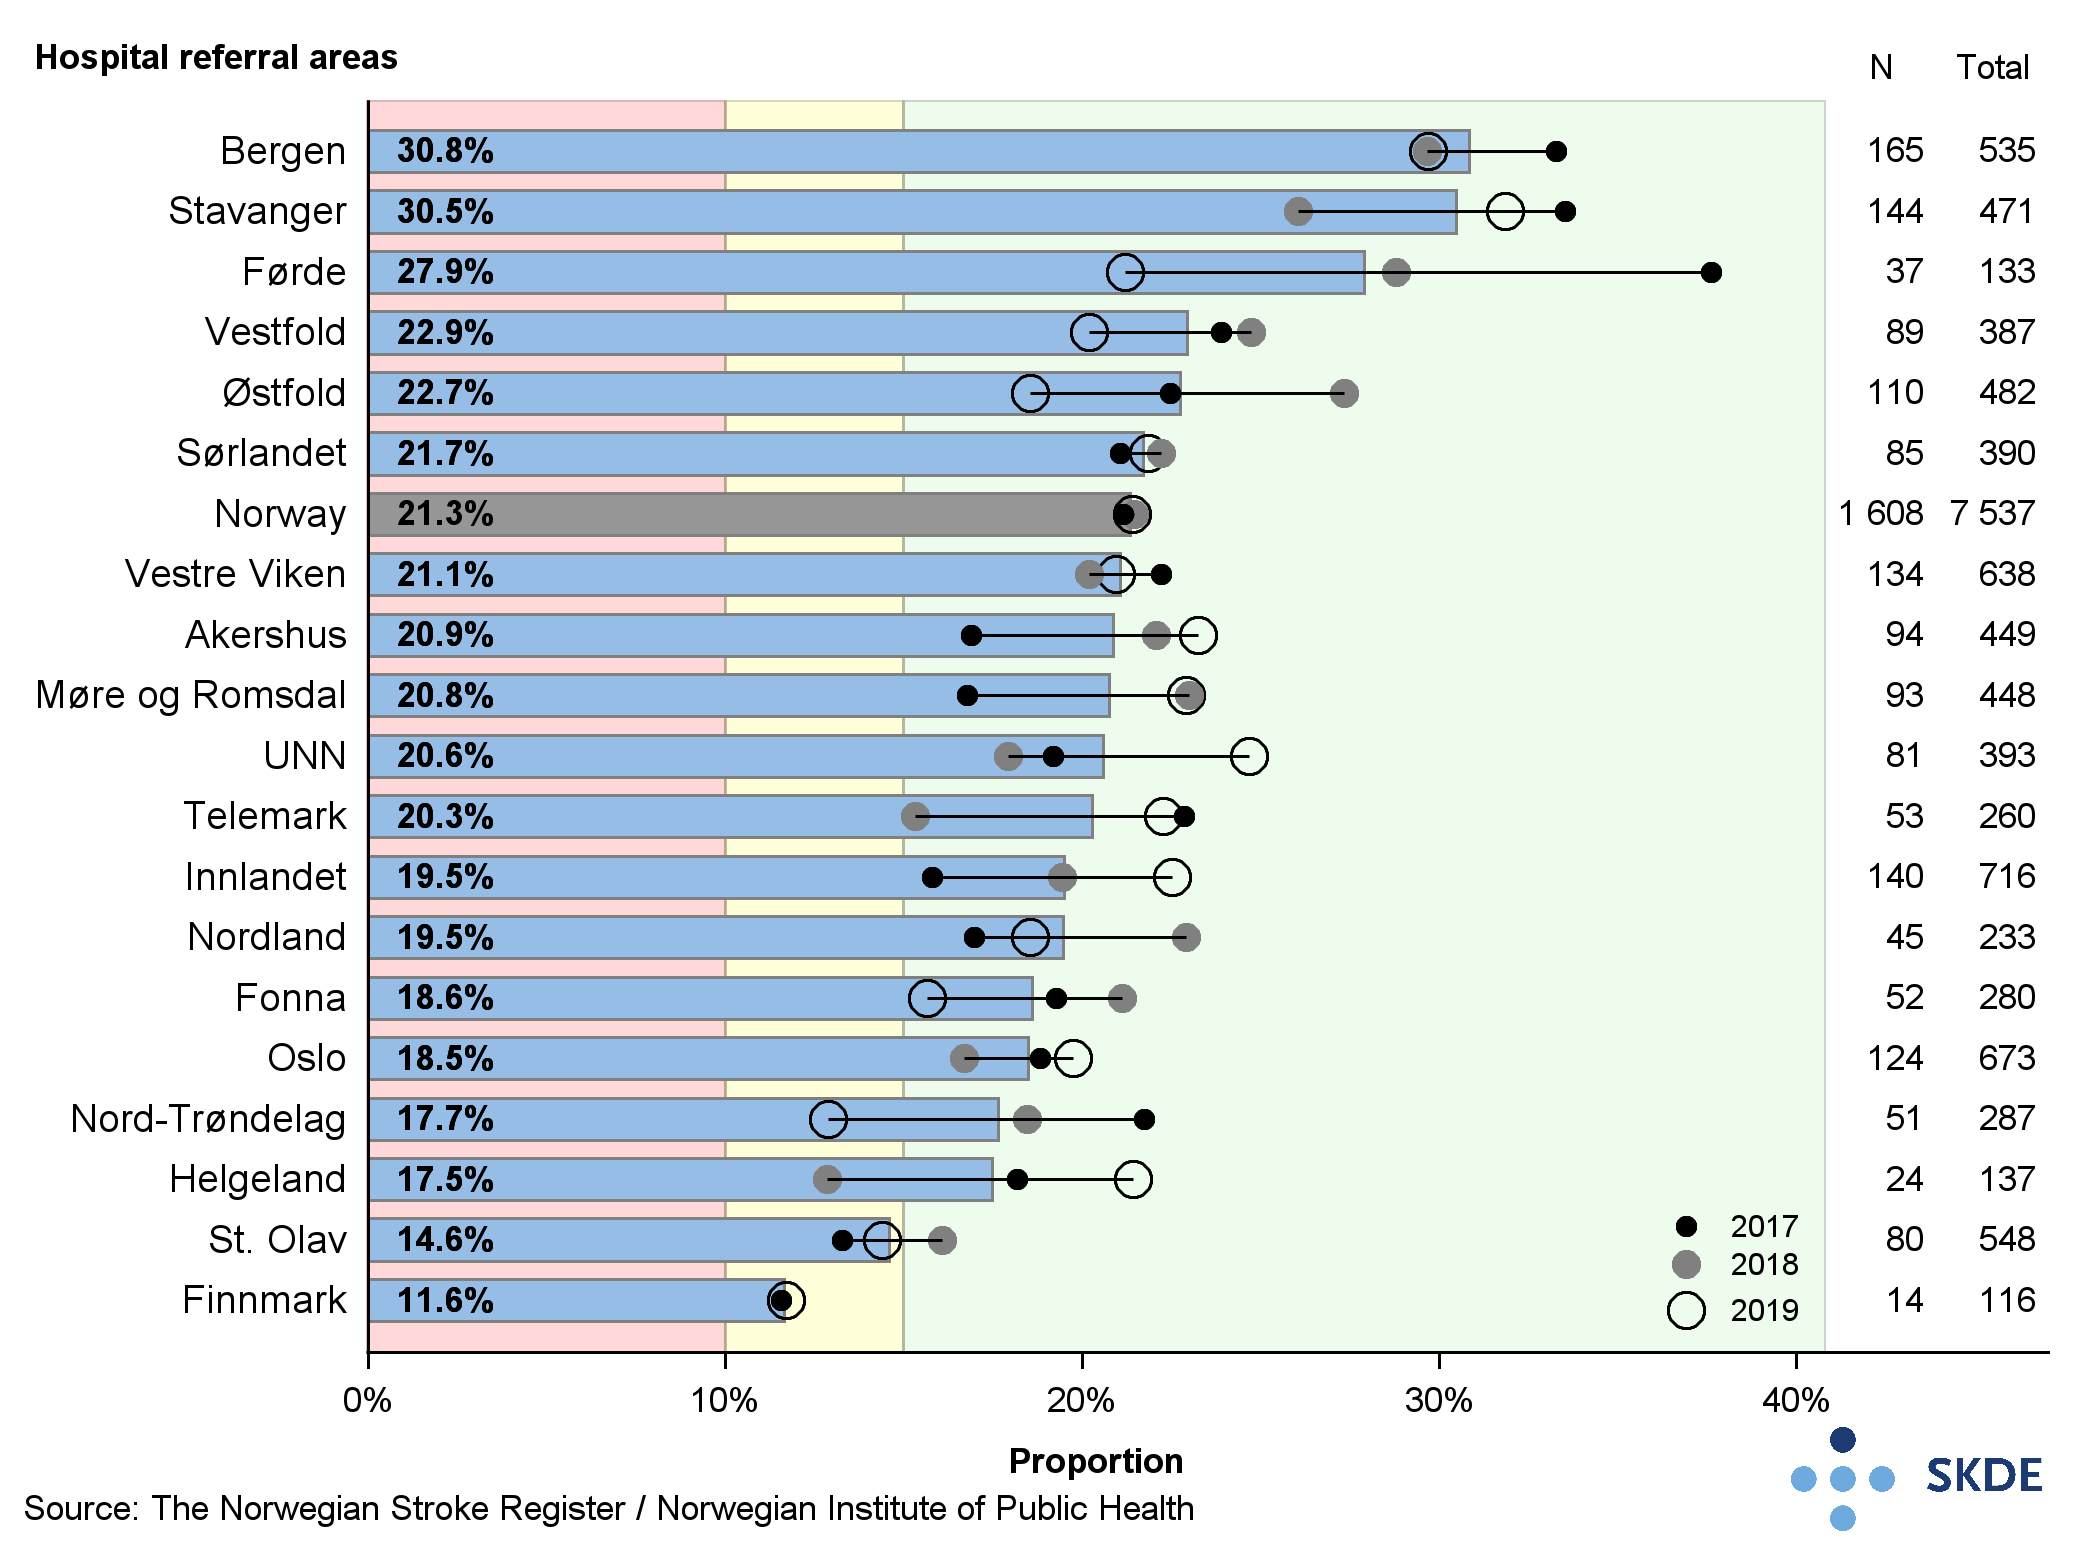 Hospital referral areas N Total
Bergen 30.8% 165 535
Stavanger 30.5% 144 471
Førde 27.9% 37 133
Vestfold 22.9% 89 387
Østfold 22.7% 110 482
Sørlandet 21.7% 85 390
Norway 21.3% 1 608 7 537
Vestre Viken 21.1% 134 638
Akershus 20.9% 94 449
Møre og Romsdal 20.8% 93 448
UNN 20.6% 81 393
Telemark 20.3% 53 260
Innlandet 19.5% 140 716
Nordland 19.5% 45 233
Fonna 18.6% 52 280
Oslo 18.5% 124 673
Nord-Trøndelag 17.7% 51 287
Helgeland 17.5% 24 137
St. Olav 14.6% 80 548
Finnmark 11.6% 14 116
2017
2018
2019
0% 10% 20% 30% 40%
Proportion
SKDE
Source: The Norwegian Stroke Register / Norwegian Institute of Public Health